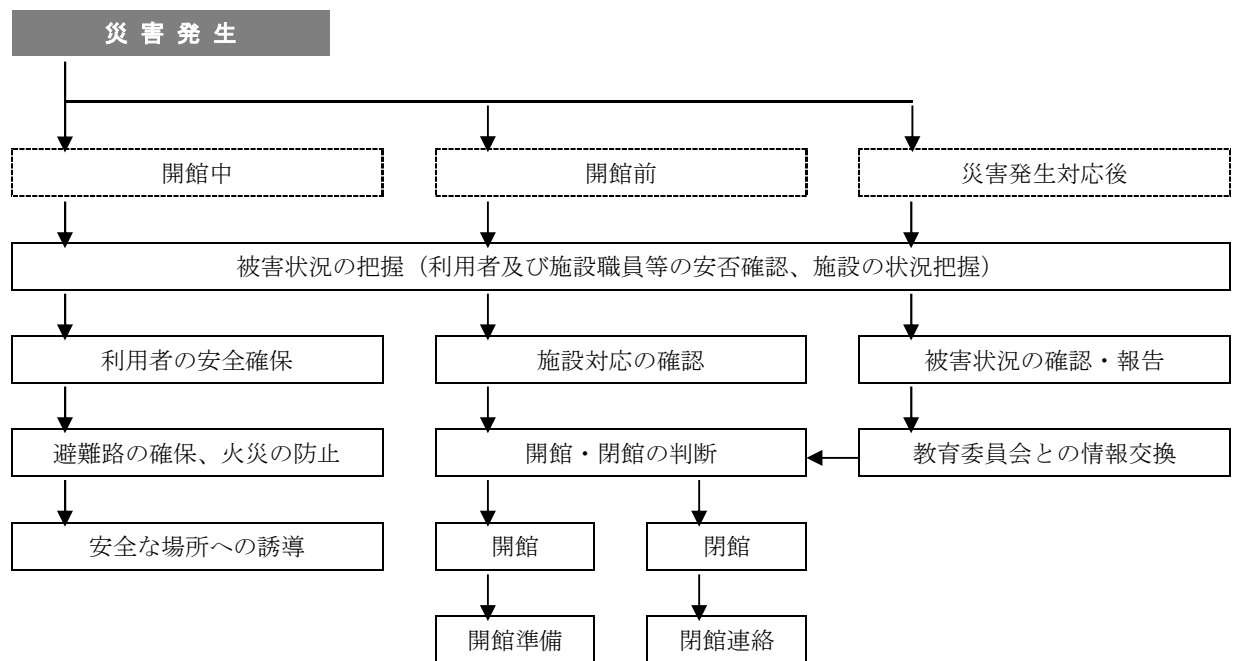 災害発生
開館中
開館前
災害発生対応後
被害状況の把握（利用者及び施設職員等の安否確認、施設の状況把握）
利用者の安全確保
施設対応の確認
被害状況の確認・報告
避難路の確保、火災の防止
開館・閉館の判断
教育委員会との情報交換
安全な場所への誘導
開館
閉館
開館準備
閉館連絡